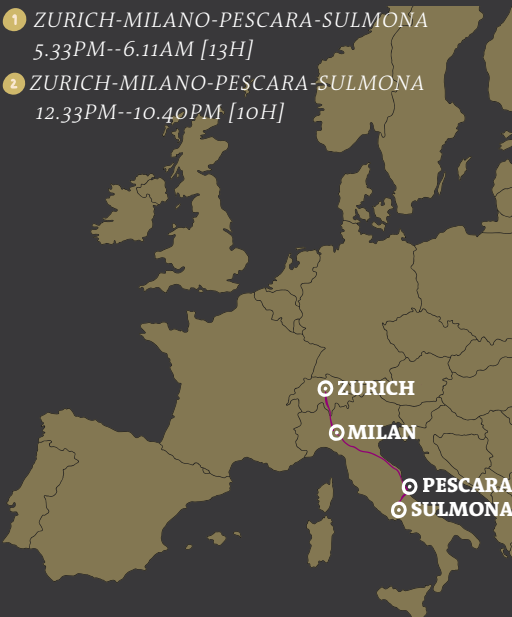 1 ZURICH-MILANO-PESCARA-SULMONA
5.33PM--6.11AM [13H]
2 ZURICH-MILANO-PESCARA-SULMONA
12.33PM--10.40PM [10H]
ZURICH
MILAN
PESCARA
SULMONA